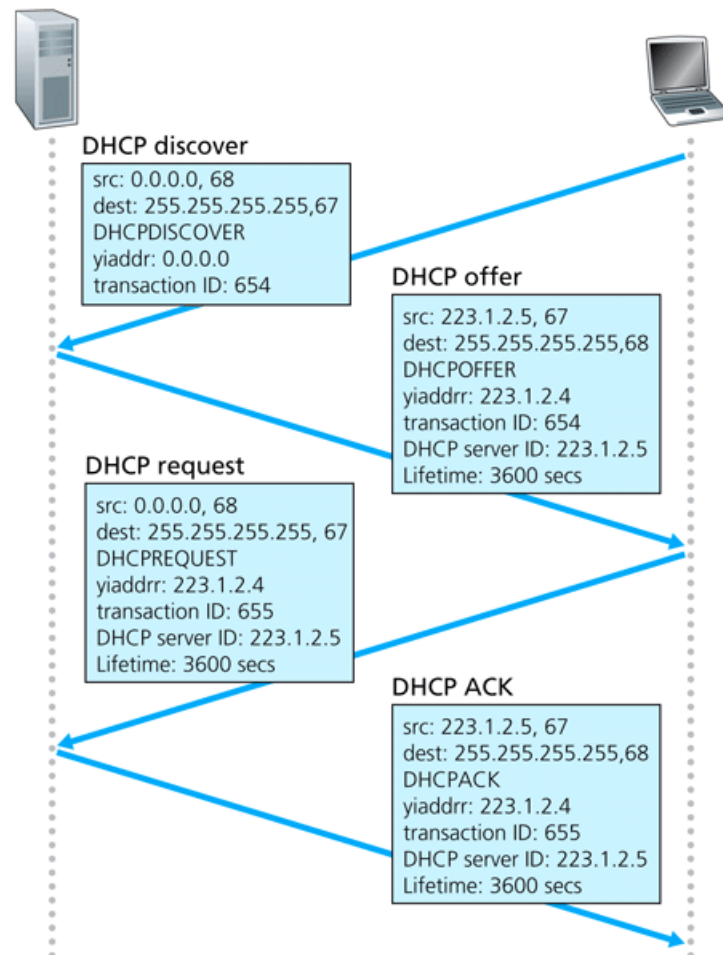 DHCP discover
src: 0.0.0.0, 68
dest: 255.255.255.255,67
DHCPDISCOVER
yiaddr: 0.0.0.0
transaction ID: 654
DHCP offer
src: 223.1.2.5, 67
dest: 255.255.255.255,68
DHCPOFFER
yiaddrr: 223.1.2.4
transaction ID: 654
DHCP server ID: 223.1.2.5
Lifetime: 3600 secs
DHCP request
src: 0.0.0.0, 68
dest: 255.255.255.255, 67
DHCPREQUEST
yiaddrr: 223.1.2.4
transaction ID: 655
DHCP server ID: 223.1.2.5
Lifetime: 3600 secs
DHCP ACK
src: 223.1.2.5, 67
dest: 255.255.255.255,68
DHCPACK
yiaddrr: 223.1.2.4
transaction ID: 655
DHCP server ID: 223.1.2.5
Lifetime: 3600 secs